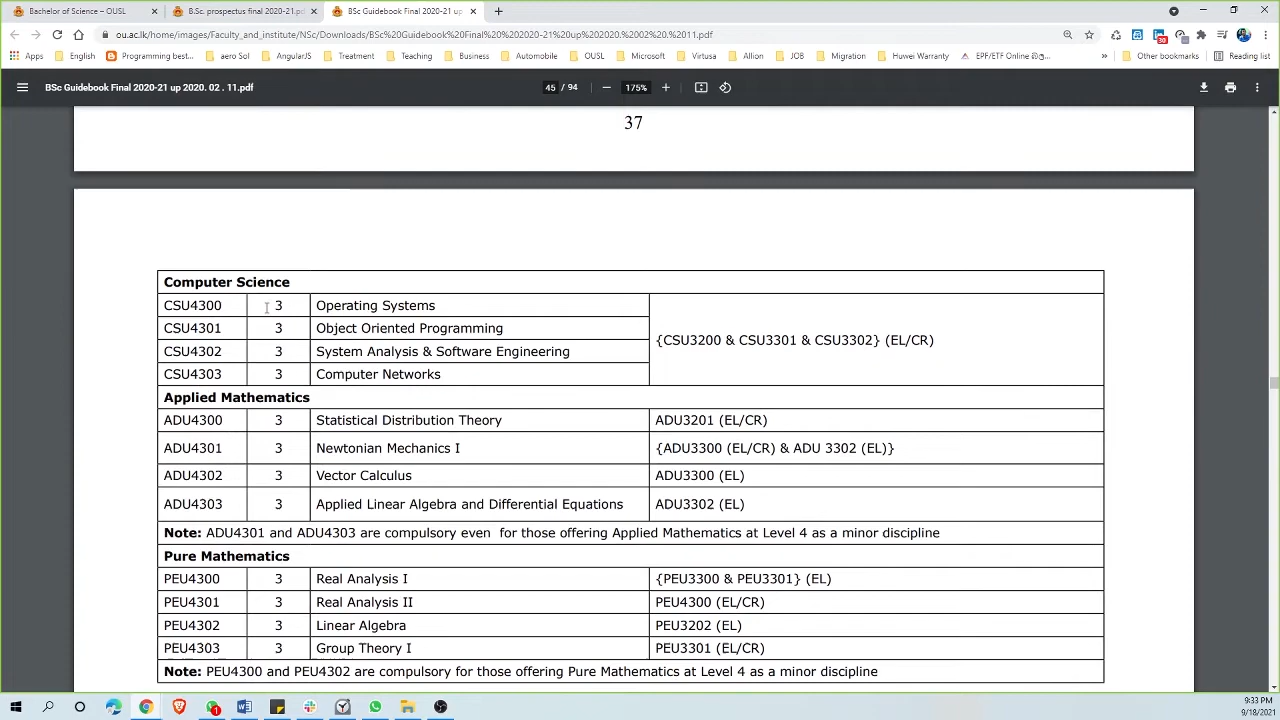 Bachelor of Science – OUSL
B.Sc. prospectus final 2020-21.pd
BSc Guidebook Final 2020-21 up
ou.ac.lk/home/images/Faculty_and_institute/NSc/Downloads/BSc%20Guidebook%20Final%20%202020-21%20up%202020.%2002%20.%2011.pdf
Apps English Programming best... aero Sol AngularJS Treatment Teaching Business Automobile OUSL Microsoft Virtusa Allion JOB Migration Huwei Warranty » Other bookmarks Reading list
BSc Guidebook Final 2020-21 up 2020. 02 . 11.pdf 45 / 94 — 175% +
37
Computer Science
CSU4300 3 Operating Systems
CSU4301 3 Object Oriented Programming
{CSU3200 & CSU3301 & CSU3302} (EL/CR)
CSU4302 3 System Analysis & Software Engineering
CSU4303 3 Computer Networks
Applied Mathematics
ADU4300 3 Statistical Distribution Theory ADU3201 (EL/CR)
ADU4301 3 Newtonian Mechanics I {ADU3300 (EL/CR) & ADU 3302 (EL)}
ADU4302 3 Vector Calculus ADU3300 (EL)
ADU4303 3 Applied Linear Algebra and Differential Equations ADU3302 (EL)
Note: ADU4301 and ADU4303 are compulsory even for those offering Applied Mathematics at Level 4 as a minor discipline
Pure Mathematics
PEU4300 3 Real Analysis I {PEU3300 & PEU3301} (EL)
PEU4301 3 Real Analysis II PEU4300 (EL/CR)
PEU4302 3 Linear Algebra PEU3202 (EL)
PEU4303 3 Group Theory I PEU3301 (EL/CR)
Note: PEU4300 and PEU4302 are compulsory for those offering Pure Mathematics at Level 4 as a minor discipline
9:33 PM
9/18/2021